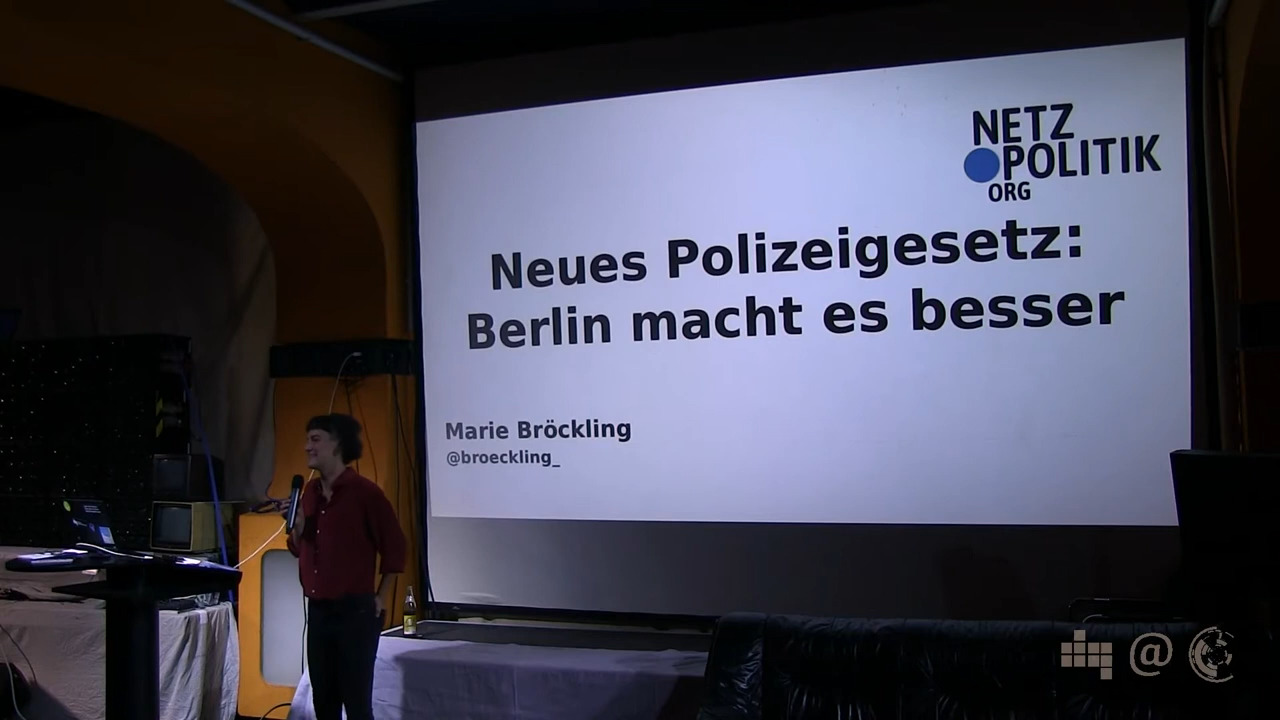 NETZ
POLITIK
ORG
Neues Polizeigesetz:
Berlin macht es besser
Marie Bröckling
@broeckling_
@